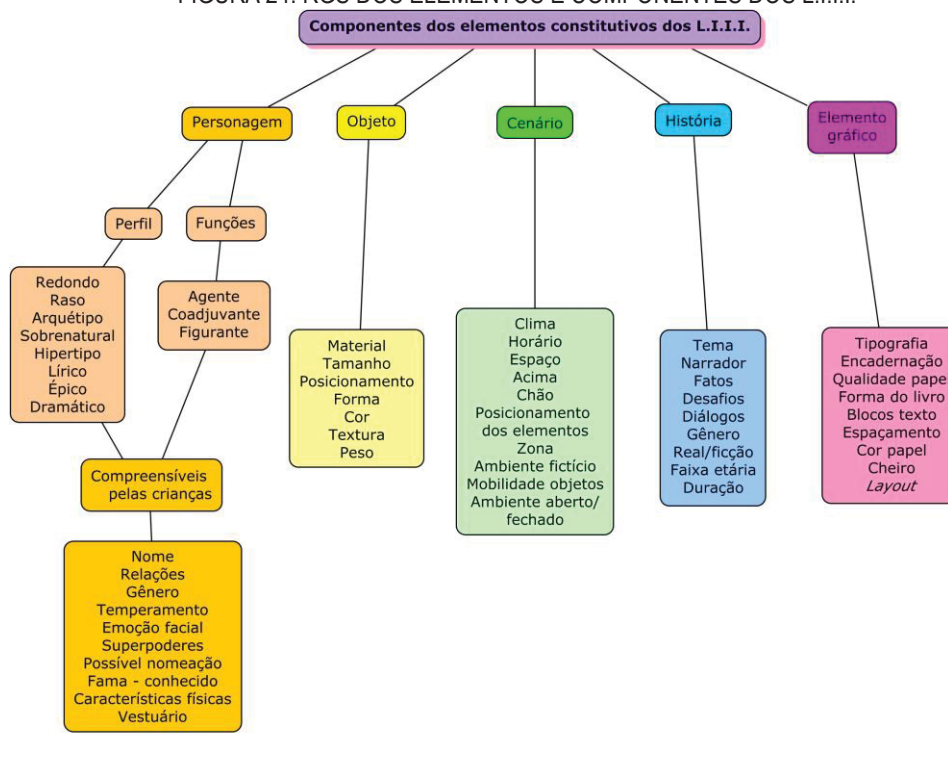 Componentes dos elementos constitutivos dos L.I.I.I.
Personagem
Objeto
Cenário
História
Elemento
gráfico
Perfil
Funções
Redondo
Raso
Arquétipo
Sobrenatural
Hipertipo
Lírico
Épico
Dramático
Agente
Coadjuvante
Figurante
Compreensíveis
pelas crianças
Nome
Relações
Gênero
Temperamento
Emoção facial
Superpoderes
Possível nomeação
Fama - conhecido
Características físicas
Vestuário
Material
Tamanho
Posicionamento
Forma
Cor
Textura
Peso
Clima
Horário
Espaço
Acima
Chão
Posicionamento
dos elementos
Zona
Ambiente fictício
Mobilidade objetos
Ambiente aberto/
fechado
Tema
Narrador
Fatos
Desafios
Diálogos
Gênero
Real/ficção
Faixa etária
Duração
Tipografia
Encadernação
Qualidade pape
Forma do livro
Blocos texto
Espaçamento
Cor papel
Cheiro
Layout